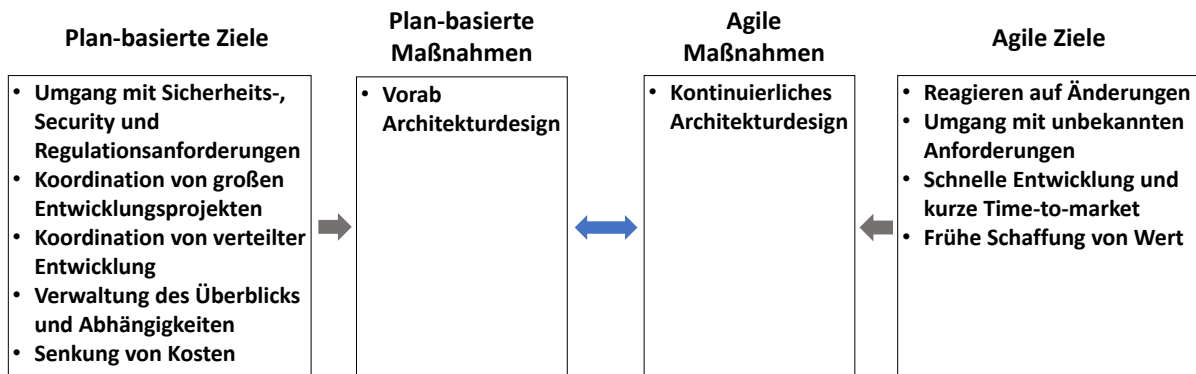 Plan-basierte Ziele
• Umgang mit Sicherheits-,
Security und
Regulationsanforderungen
• Koordination von großen
Entwicklungsprojekten
• Koordination von verteilter
Entwicklung
• Verwaltung des Überblicks
und Abhängigkeiten
• Senkung von Kosten
Plan-basierte
Maßnahmen
• Vorab
Architekturdesign
Agile
Maßnahmen
• Kontinuierliches
Architekturdesign
Agile Ziele
• Reagieren auf Änderungen
• Umgang mit unbekannten
Anforderungen
• Schnelle Entwicklung und
kurze Time-to-market
• Frühe Schaffung von Wert